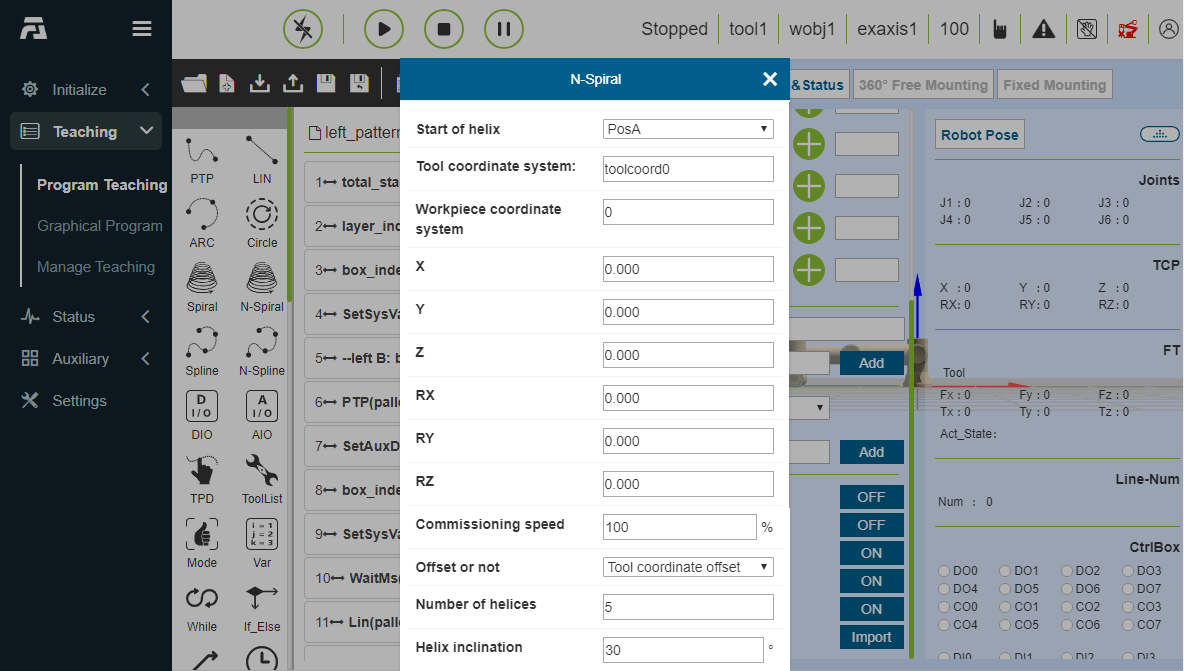 Stopped tool1 wobj1 exaxis1 100
Initialize
Teaching
Program Teaching
Graphical Program
Manage Teaching
Status
Auxiliary
Settings
PTP LIN
ARC Circle
Spiral N-Spiral
Spline N-Spline
D I/O A I/O
DIO AIO
TPD ToolList
i = 1
j = 2
k = 3
Mode Var
While If_Else
left_pattern
1 total_sta
2 layer_ind
3 box_inde
4 SetSysVa
5 --left B: b
6 PTP(palle
7 SetAuxD
8 box_inde
9 SetSysVa
10 WaitMs(
11 Lin(palle
N-Spiral
Start of helix PosA
Tool coordinate system: toolcoord0
Workpiece coordinate
system 0
X 0.000
Y 0.000
Z 0.000
RX 0.000
RY 0.000
RZ 0.000
Commissioning speed 100 %
Offset or not Tool coordinate offset
Number of helices 5
Helix inclination 30 °
&Status 360° Free Mounting Fixed Mounting
Add
Add
OFF
OFF
ON
ON
ON
Import
Robot Pose
Joints
J1 : 0 J2 : 0 J3 : 0
J4 : 0 J5 : 0 J6 : 0
TCP
X : 0 Y : 0 Z : 0
RX: 0 RY: 0 RZ: 0
FT
Tool
Fx : 0 Fy : 0 Fz : 0
Tx : 0 Ty : 0 Tz : 0
Act_State:
Line-Num
Num : 0
CtrlBox
DO0 DO1 DO2 DO3
DO4 DO5 DO6 DO7
CO0 CO1 CO2 CO3
CO4 CO5 CO6 CO7
DI0 DI1 DI2 DI3